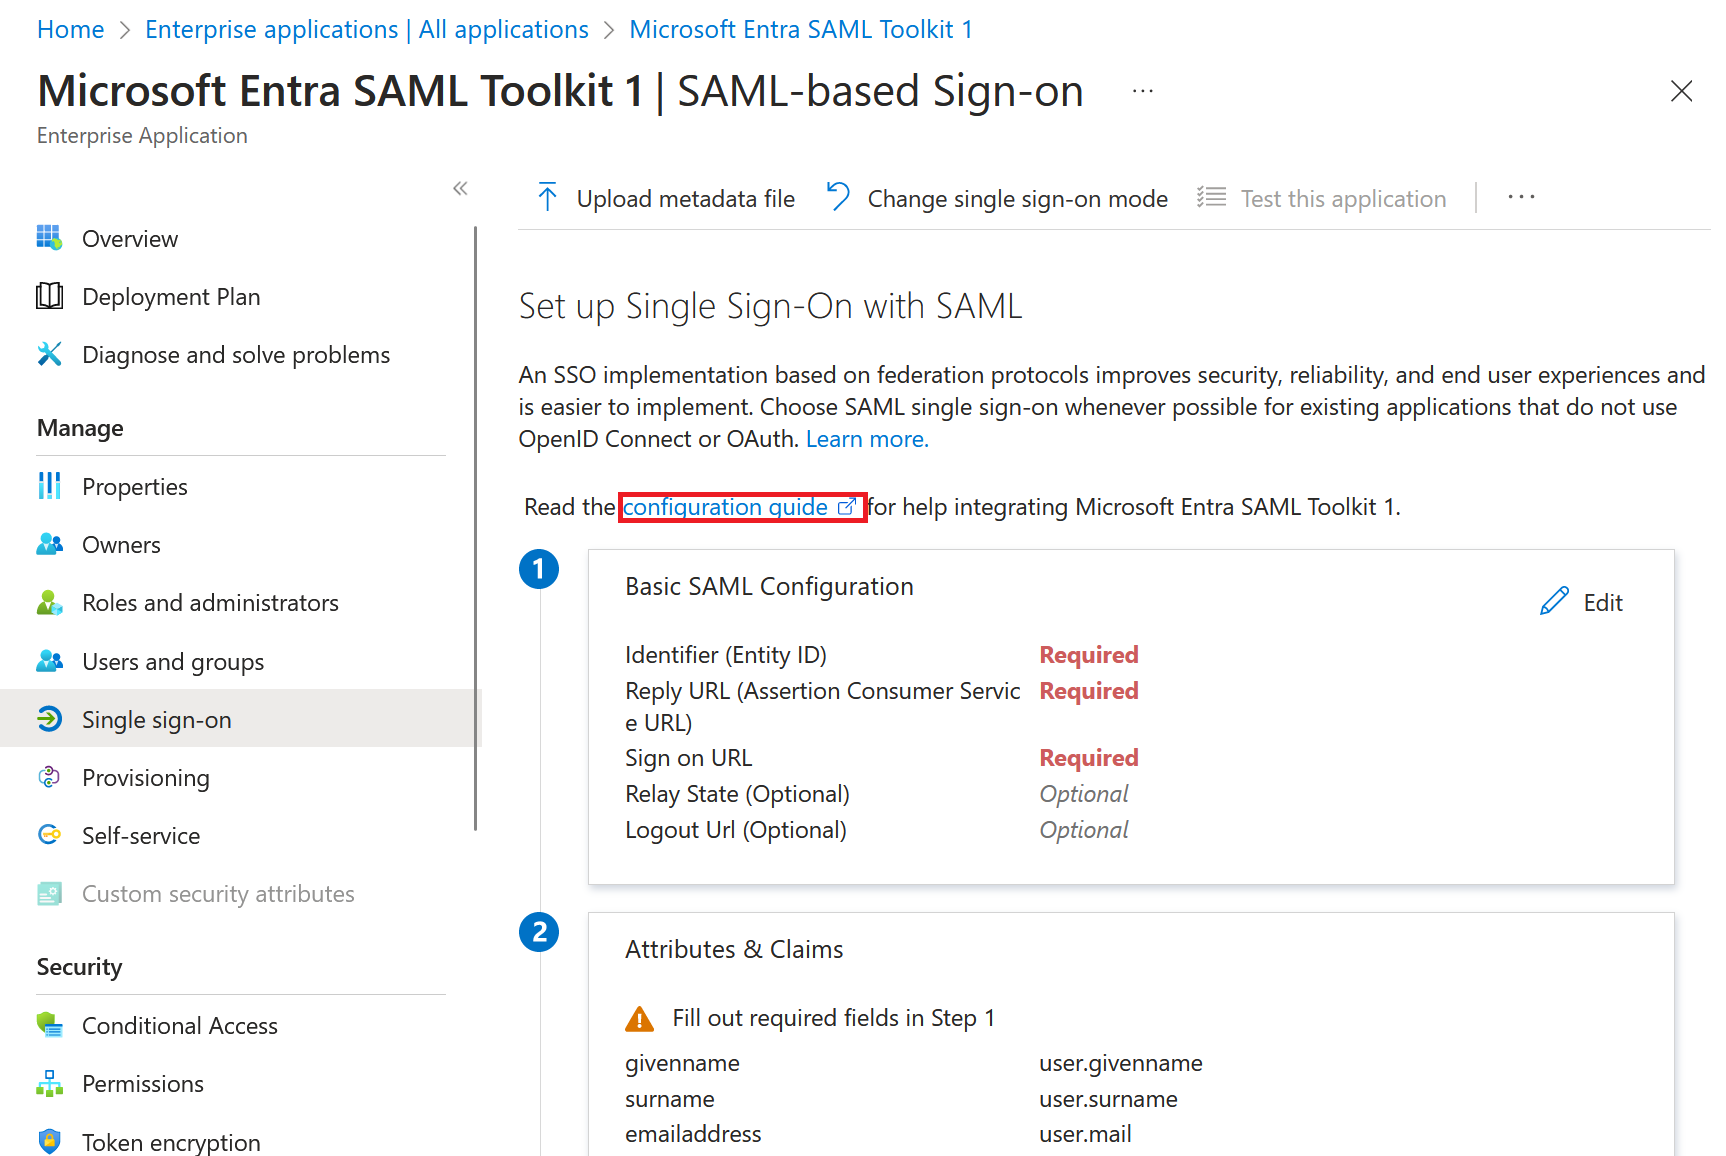 Home > Enterprise applications | All applications > Microsoft Entra SAML Toolkit 1
Microsoft Entra SAML Toolkit 1 | SAML-based Sign-on ...
Enterprise Application
«
Overview
Deployment Plan
Diagnose and solve problems
Manage
Properties
Owners
Roles and administrators
Users and groups
Single sign-on
Provisioning
Self-service
Custom security attributes
Security
Conditional Access
Permissions
Token encryption
Upload metadata file Change single sign-on mode Test this application | ...
Set up Single Sign-On with SAML
An SSO implementation based on federation protocols improves security, reliability, and end user experiences and
is easier to implement. Choose SAML single sign-on whenever possible for existing applications that do not use
OpenID Connect or OAuth. Learn more.
Read the configuration guide for help integrating Microsoft Entra SAML Toolkit 1.
1
Basic SAML Configuration
Edit
Identifier (Entity ID) Required
Reply URL (Assertion Consumer Servic Required
e URL)
Sign on URL Required
Relay State (Optional) Optional
Logout Url (Optional) Optional
2
Attributes & Claims
Fill out required fields in Step 1
givenname user.givenname
surname user.surname
emailaddress user.mail